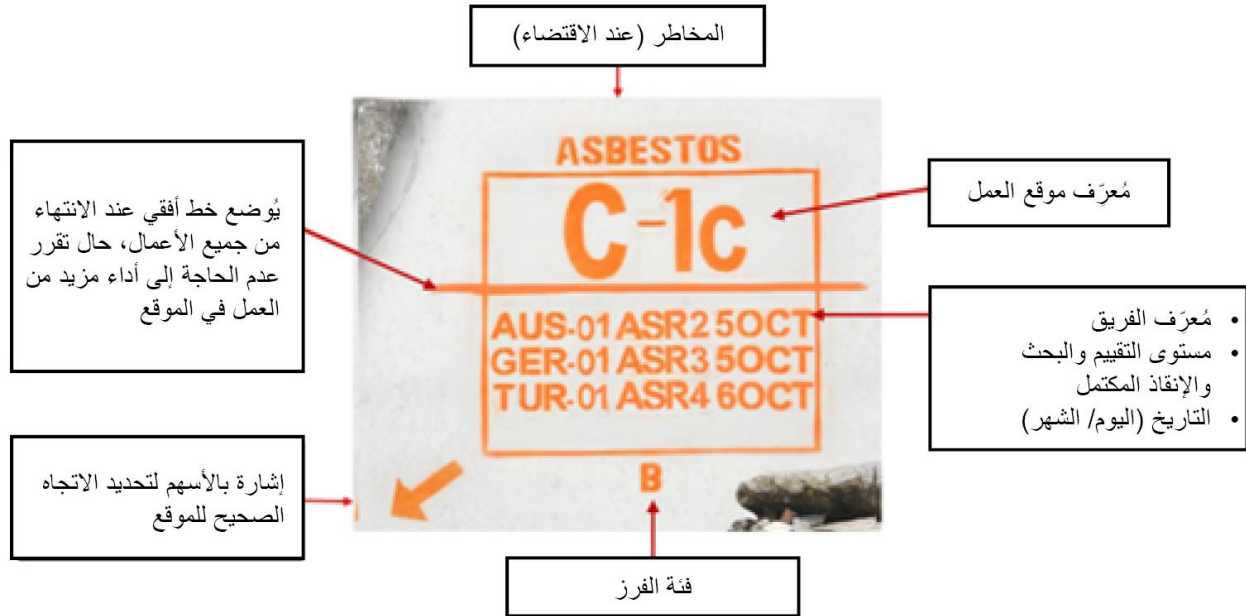 المخاطر (عند الاقتضاء)
ASBESTOS
C-1c
مُعرّف موقع العمل
يُوضع خط أفقي عند الانتهاء
من جميع الأعمال، حال تقرر
عدم الحاجة إلى أداء مزيد من
العمل في الموقع
AUS-01 ASR2 5OCT
GER-01 ASR3 5OCT
TUR-01 ASR4 6OCT
• مُعرّف الفريق
• مستوى التقييم والبحث
والإنقاذ المكتمل
• التاريخ (اليوم/ الشهر)
إشارة بالأسهم لتحديد الاتجاه
الصحيح للموقع
B
فئة الفرز